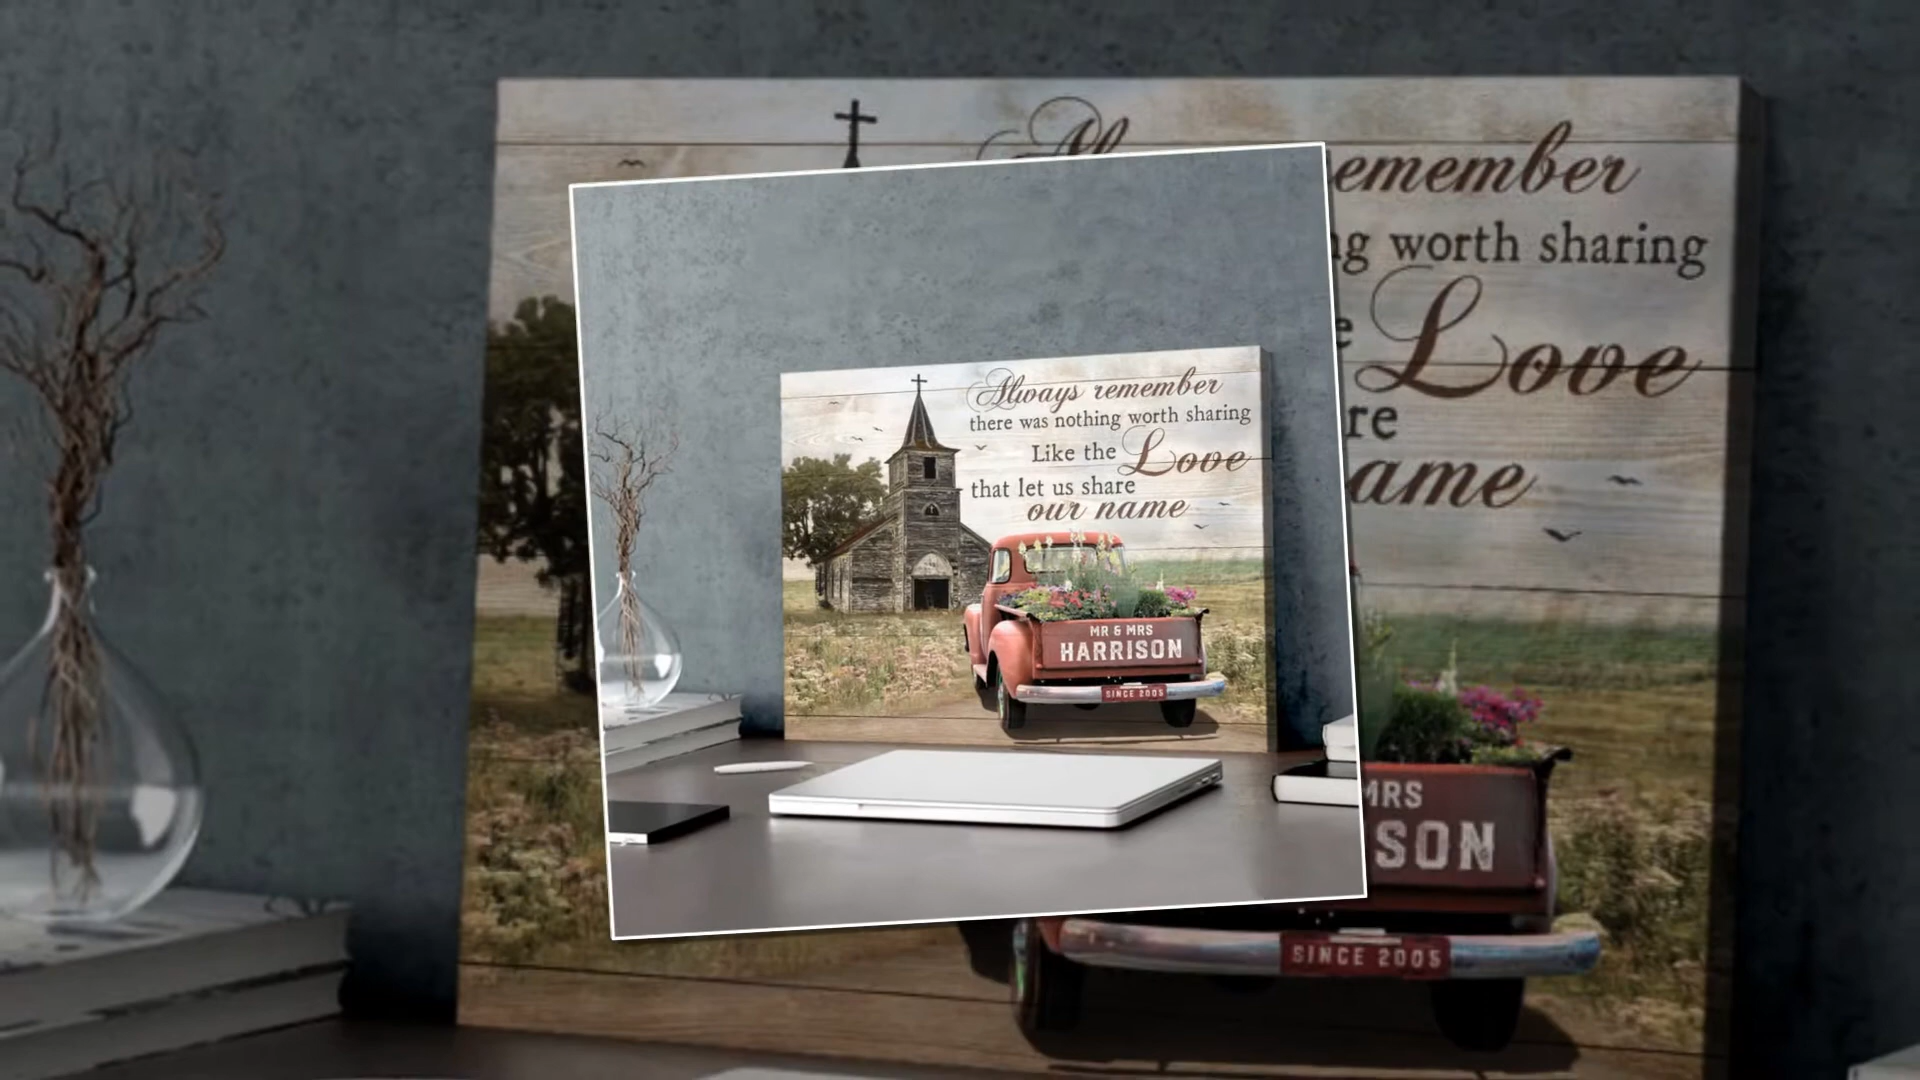 Always remember
there was nothing worth sharing
Like the Love
that let us share
our name
MR & MRS
HARRISON
SINCE 2005
emember
ng worth sharing
e Love
re
ame
MRS
SON
SINCE 2005